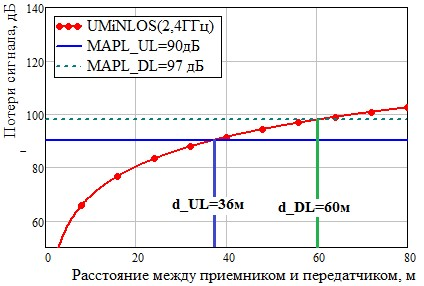 140
120
100
80
60
Потери сигнала, дБ
UMiNLOS(2,4ГГц)
MAPL_UL=90дБ
MAPL_DL=97 дБ
d_UL=36м
d_DL=60м
0
20
40
60
80
Расстояние между приемником и передатчиком, м